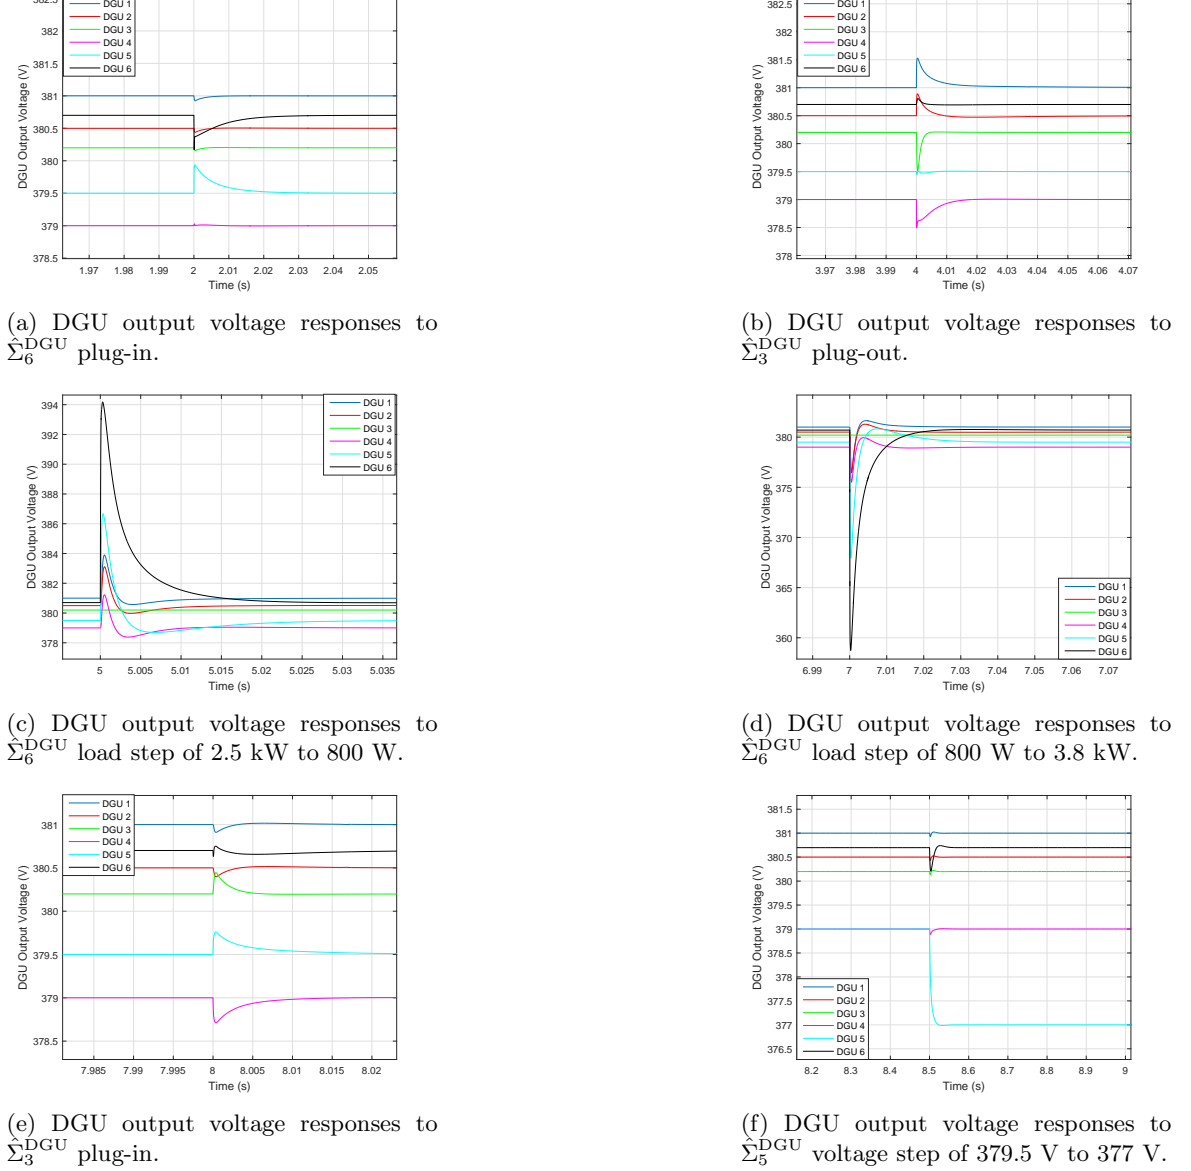 382.5
382
381.5
381
380.5
380
379.5
379
378.5
DGU Output Voltage (V)
DGU 1
DGU 2
DGU 3
DGU 4
DGU 5
DGU 6
1.97 1.98 1.99 2 2.01 2.02 2.03 2.04 2.05
Time (s)
(a) DGU output voltage responses to
Σ̂₆ᴰᴳᵁ plug-in.
382.5
382
381.5
381
380.5
380
379.5
379
378.5
378
DGU Output Voltage (V)
DGU 1
DGU 2
DGU 3
DGU 4
DGU 5
DGU 6
3.97 3.98 3.99 4 4.01 4.02 4.03 4.04 4.05 4.06 4.07
Time (s)
(b) DGU output voltage responses to
Σ̂₃ᴰᴳᵁ plug-out.
394
392
390
388
386
384
382
380
378
DGU Output Voltage (V)
DGU 1
DGU 2
DGU 3
DGU 4
DGU 5
DGU 6
5 5.005 5.01 5.015 5.02 5.025 5.03 5.035
Time (s)
(c) DGU output voltage responses to
Σ̂₆ᴰᴳᵁ load step of 2.5 kW to 800 W.
380
375
370
365
360
DGU Output Voltage (V)
DGU 1
DGU 2
DGU 3
DGU 4
DGU 5
DGU 6
6.99 7 7.01 7.02 7.03 7.04 7.05 7.06 7.07
Time (s)
(d) DGU output voltage responses to
Σ̂₆ᴰᴳᵁ load step of 800 W to 3.8 kW.
381
380.5
380
379.5
379
378.5
DGU Output Voltage (V)
DGU 1
DGU 2
DGU 3
DGU 4
DGU 5
DGU 6
7.985 7.99 7.995 8 8.005 8.01 8.015 8.02
Time (s)
(e) DGU output voltage responses to
Σ̂₃ᴰᴳᵁ plug-in.
381.5
381
380.5
380
379.5
379
378.5
378
377.5
377
376.5
DGU Output Voltage (V)
DGU 1
DGU 2
DGU 3
DGU 4
DGU 5
DGU 6
8.2 8.3 8.4 8.5 8.6 8.7 8.8 8.9 9
Time (s)
(f) DGU output voltage responses to
Σ̂₅ᴰᴳᵁ voltage step of 379.5 V to 377 V.